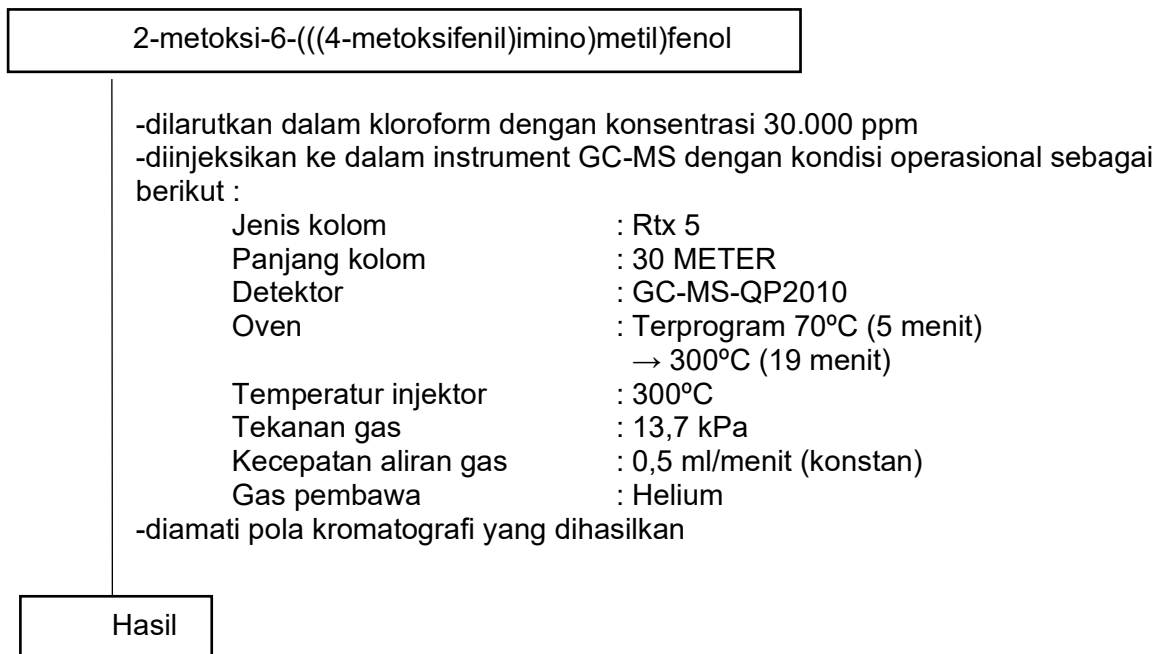 2-metoksi-6-(((4-metoksifenil)imino)metil)fenol
-dilarutkan dalam kloroform dengan konsentrasi 30.000 ppm
-diinjeksikan ke dalam instrument GC-MS dengan kondisi operasional sebagai
berikut :
Jenis kolom : Rtx 5
Panjang kolom : 30 METER
Detektor : GC-MS-QP2010
Oven : Terprogram 70ºC (5 menit)
→ 300ºC (19 menit)
Temperatur injektor : 300ºC
Tekanan gas : 13,7 kPa
Kecepatan aliran gas : 0,5 ml/menit (konstan)
Gas pembawa : Helium
-diamati pola kromatografi yang dihasilkan
Hasil